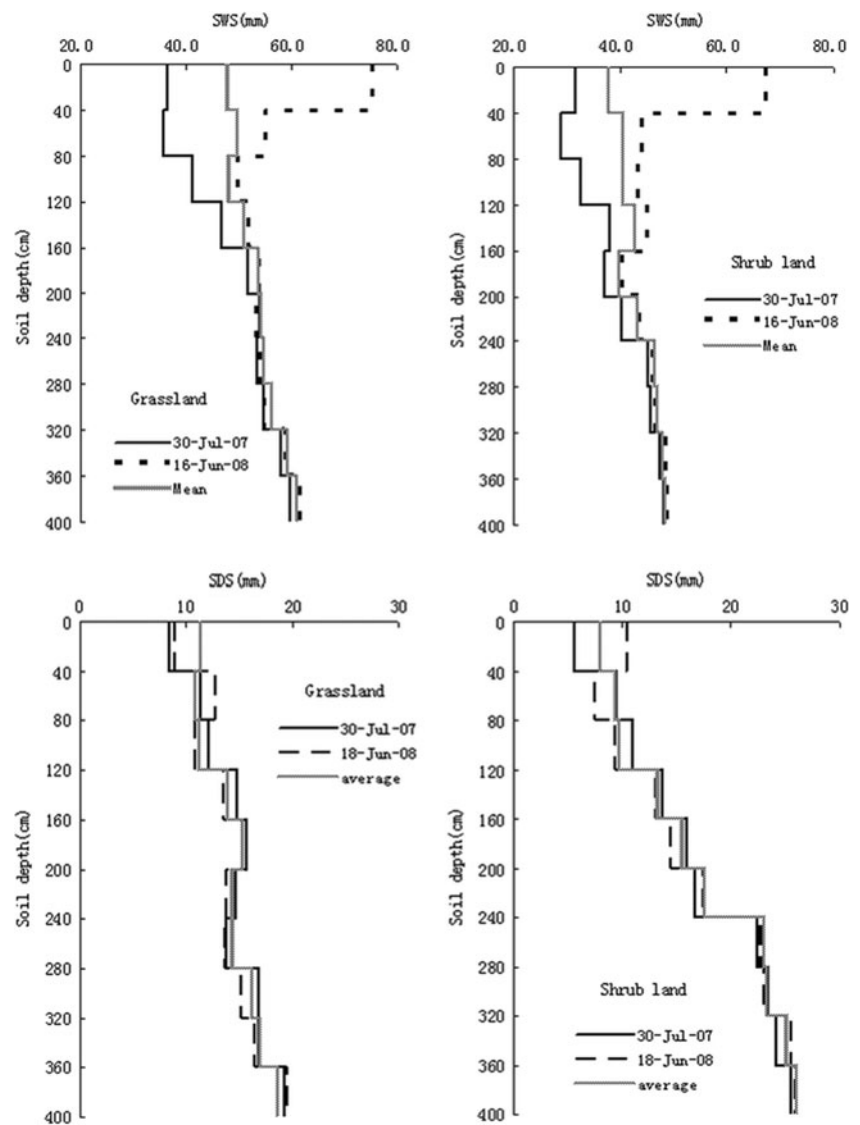 SWS(mm)
20.0 40.0 60.0 80.0
0
40
80
120
160
200
240
280
320
360
400
Soil depth(cm)
Grassland
30-Jul-07
16-Jun-08
Mean
SWS(mm)
20.0 40.0 60.0 80.0
0
40
80
120
160
200
240
280
320
360
400
Soil depth(cm)
Shrub land
30-Jul-07
16-Jun-08
Mean
SDS(mm)
0 10 20 30
0
40
80
120
160
200
240
280
320
360
400
Soil depth(cm)
Grassland
30-Jul-07
18-Jun-08
average
SDS(mm)
0 10 20 30
0
40
80
120
160
200
240
280
320
360
400
Soil depth(cm)
Shrub land
30-Jul-07
18-Jun-08
average